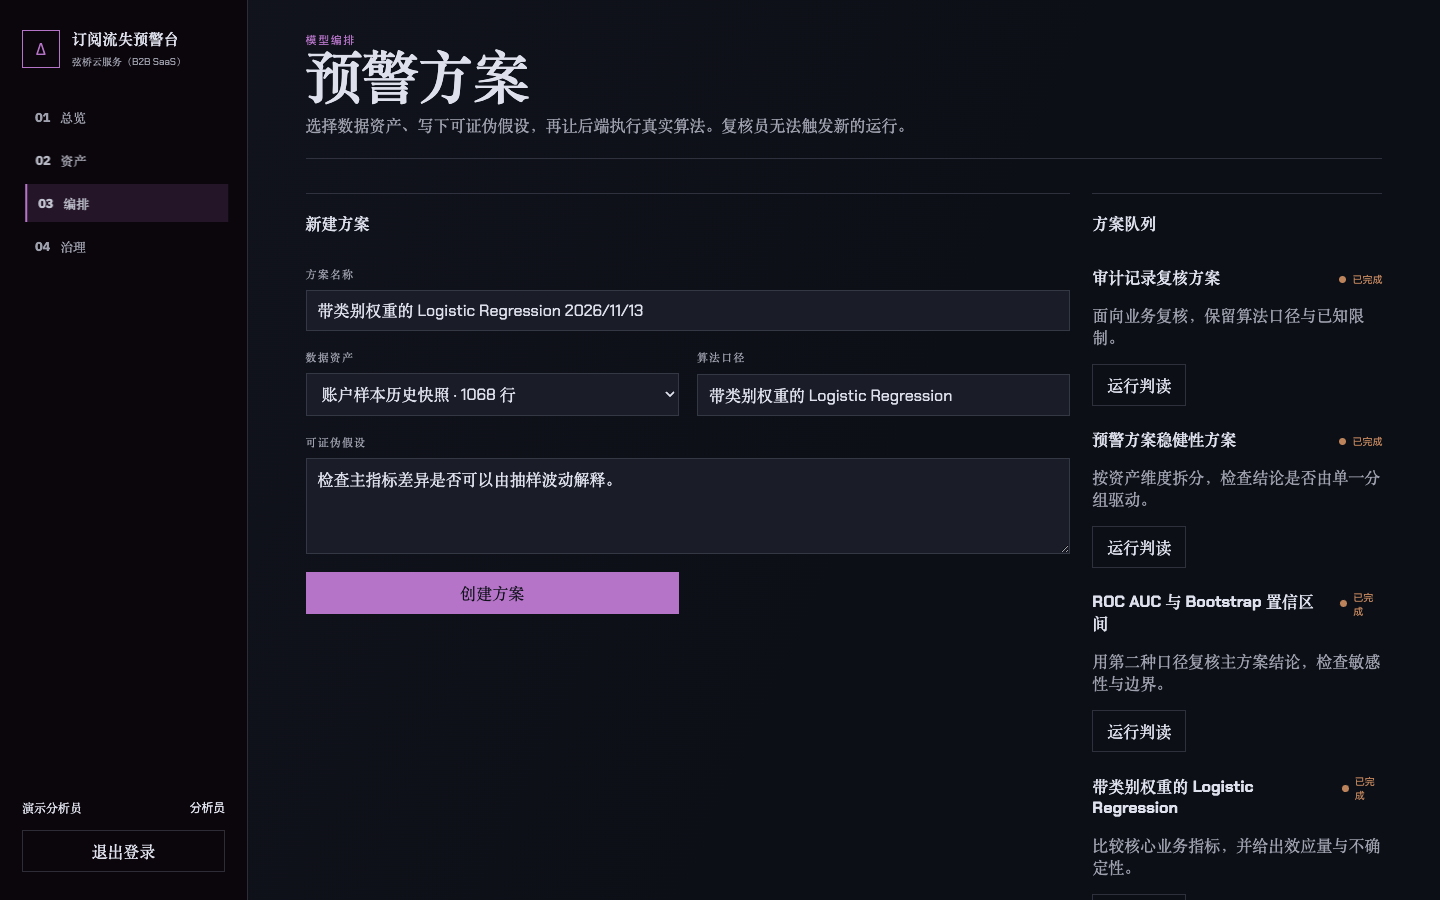 Δ
订阅流失预警台
弦桥云服务（B2B SaaS）
01 总览
02 资产
03 编排
04 治理
演示分析员 分析员
退出登录
模型编排
预警方案
选择数据资产、写下可证伪假设，再让后端执行真实算法。复核员无法触发新的运行。
新建方案
方案名称
带类别权重的 Logistic Regression 2026/11/13
数据资产 算法口径
账户样本历史快照 · 1068 行 带类别权重的 Logistic Regression
可证伪假设
检查主指标差异是否可以由抽样波动解释。
创建方案
方案队列
审计记录复核方案 已完成
面向业务复核，保留算法口径与已知限
制。
运行判读
预警方案稳健性方案 已完成
按资产维度拆分，检查结论是否由单一分
组驱动。
运行判读
ROC AUC 与 Bootstrap 置信区 已完
间 成
用第二种口径复核主方案结论，检查敏感
性与边界。
运行判读
带类别权重的 Logistic 已完
Regression 成
比较核心业务指标，并给出效应量与不确
定性。